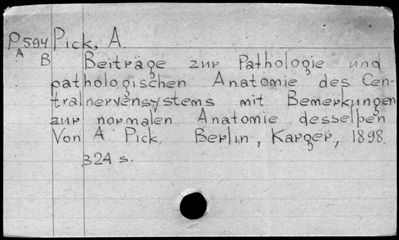 P594 Pick, A.
A B Beiträge zur Pathologie und
pathologischen Anatomie des Cen-
tralnervensystems mit Bemerkungen
zur normalen Anatomie desselben
Von A. Pick. Berlin, Karger, 1898.
324 s.